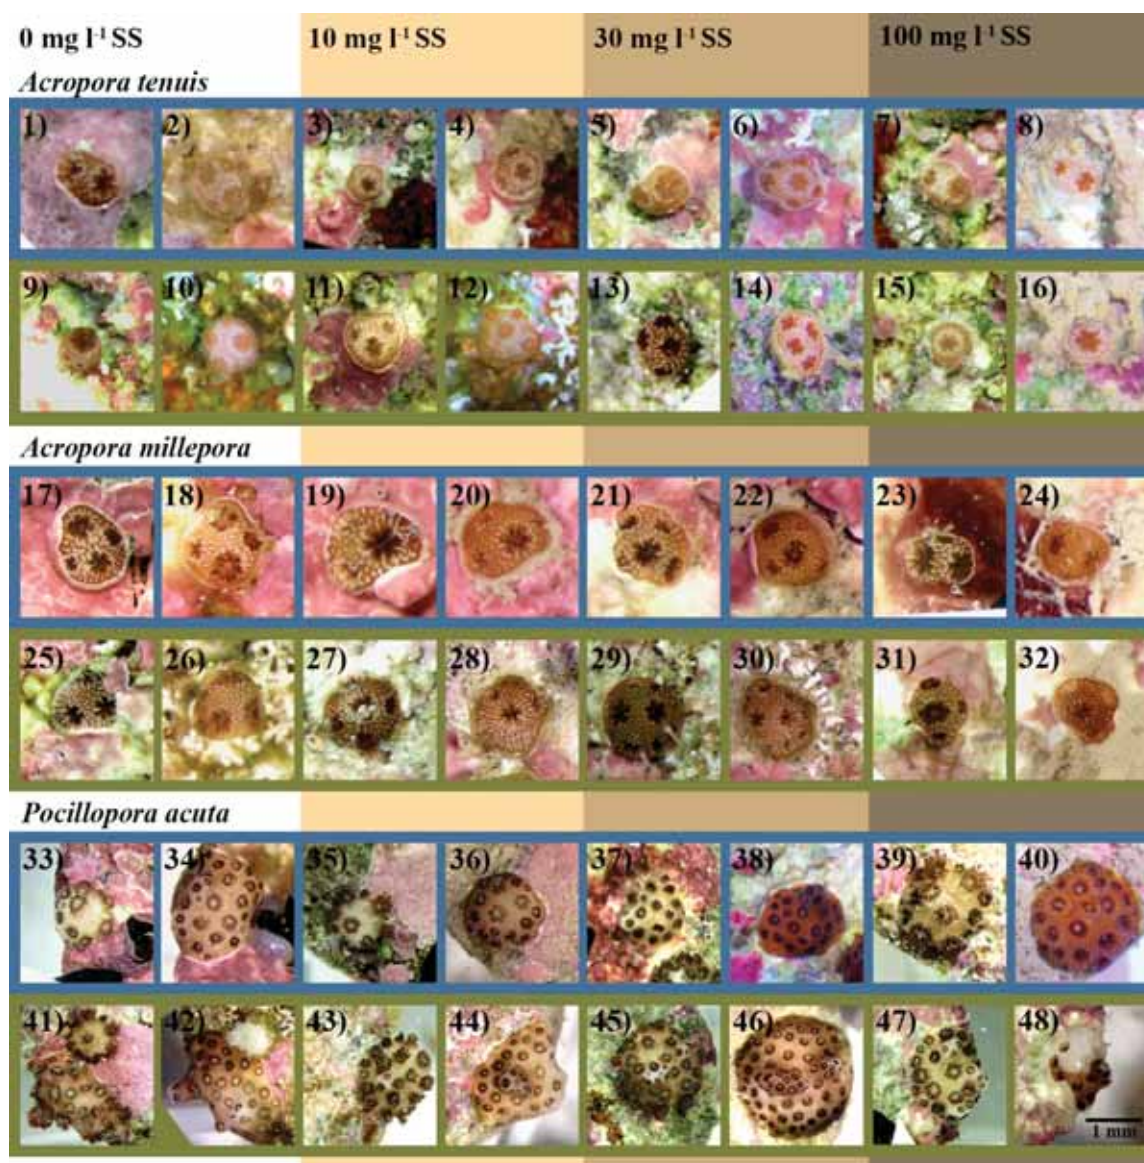 0 mg l⁻¹ SS 10 mg l⁻¹ SS 30 mg l⁻¹ SS 100 mg l⁻¹ SS
Acropora tenuis
1) 2) 3) 4) 5) 6) 7) 8)
9) 10) 11) 12) 13) 14) 15) 16)
Acropora millepora
17) 18) 19) 20) 21) 22) 23) 24)
25) 26) 27) 28) 29) 30) 31) 32)
Pocillopora acuta
33) 34) 35) 36) 37) 38) 39) 40)
41) 42) 43) 44) 45) 46) 47) 48)
1 mm